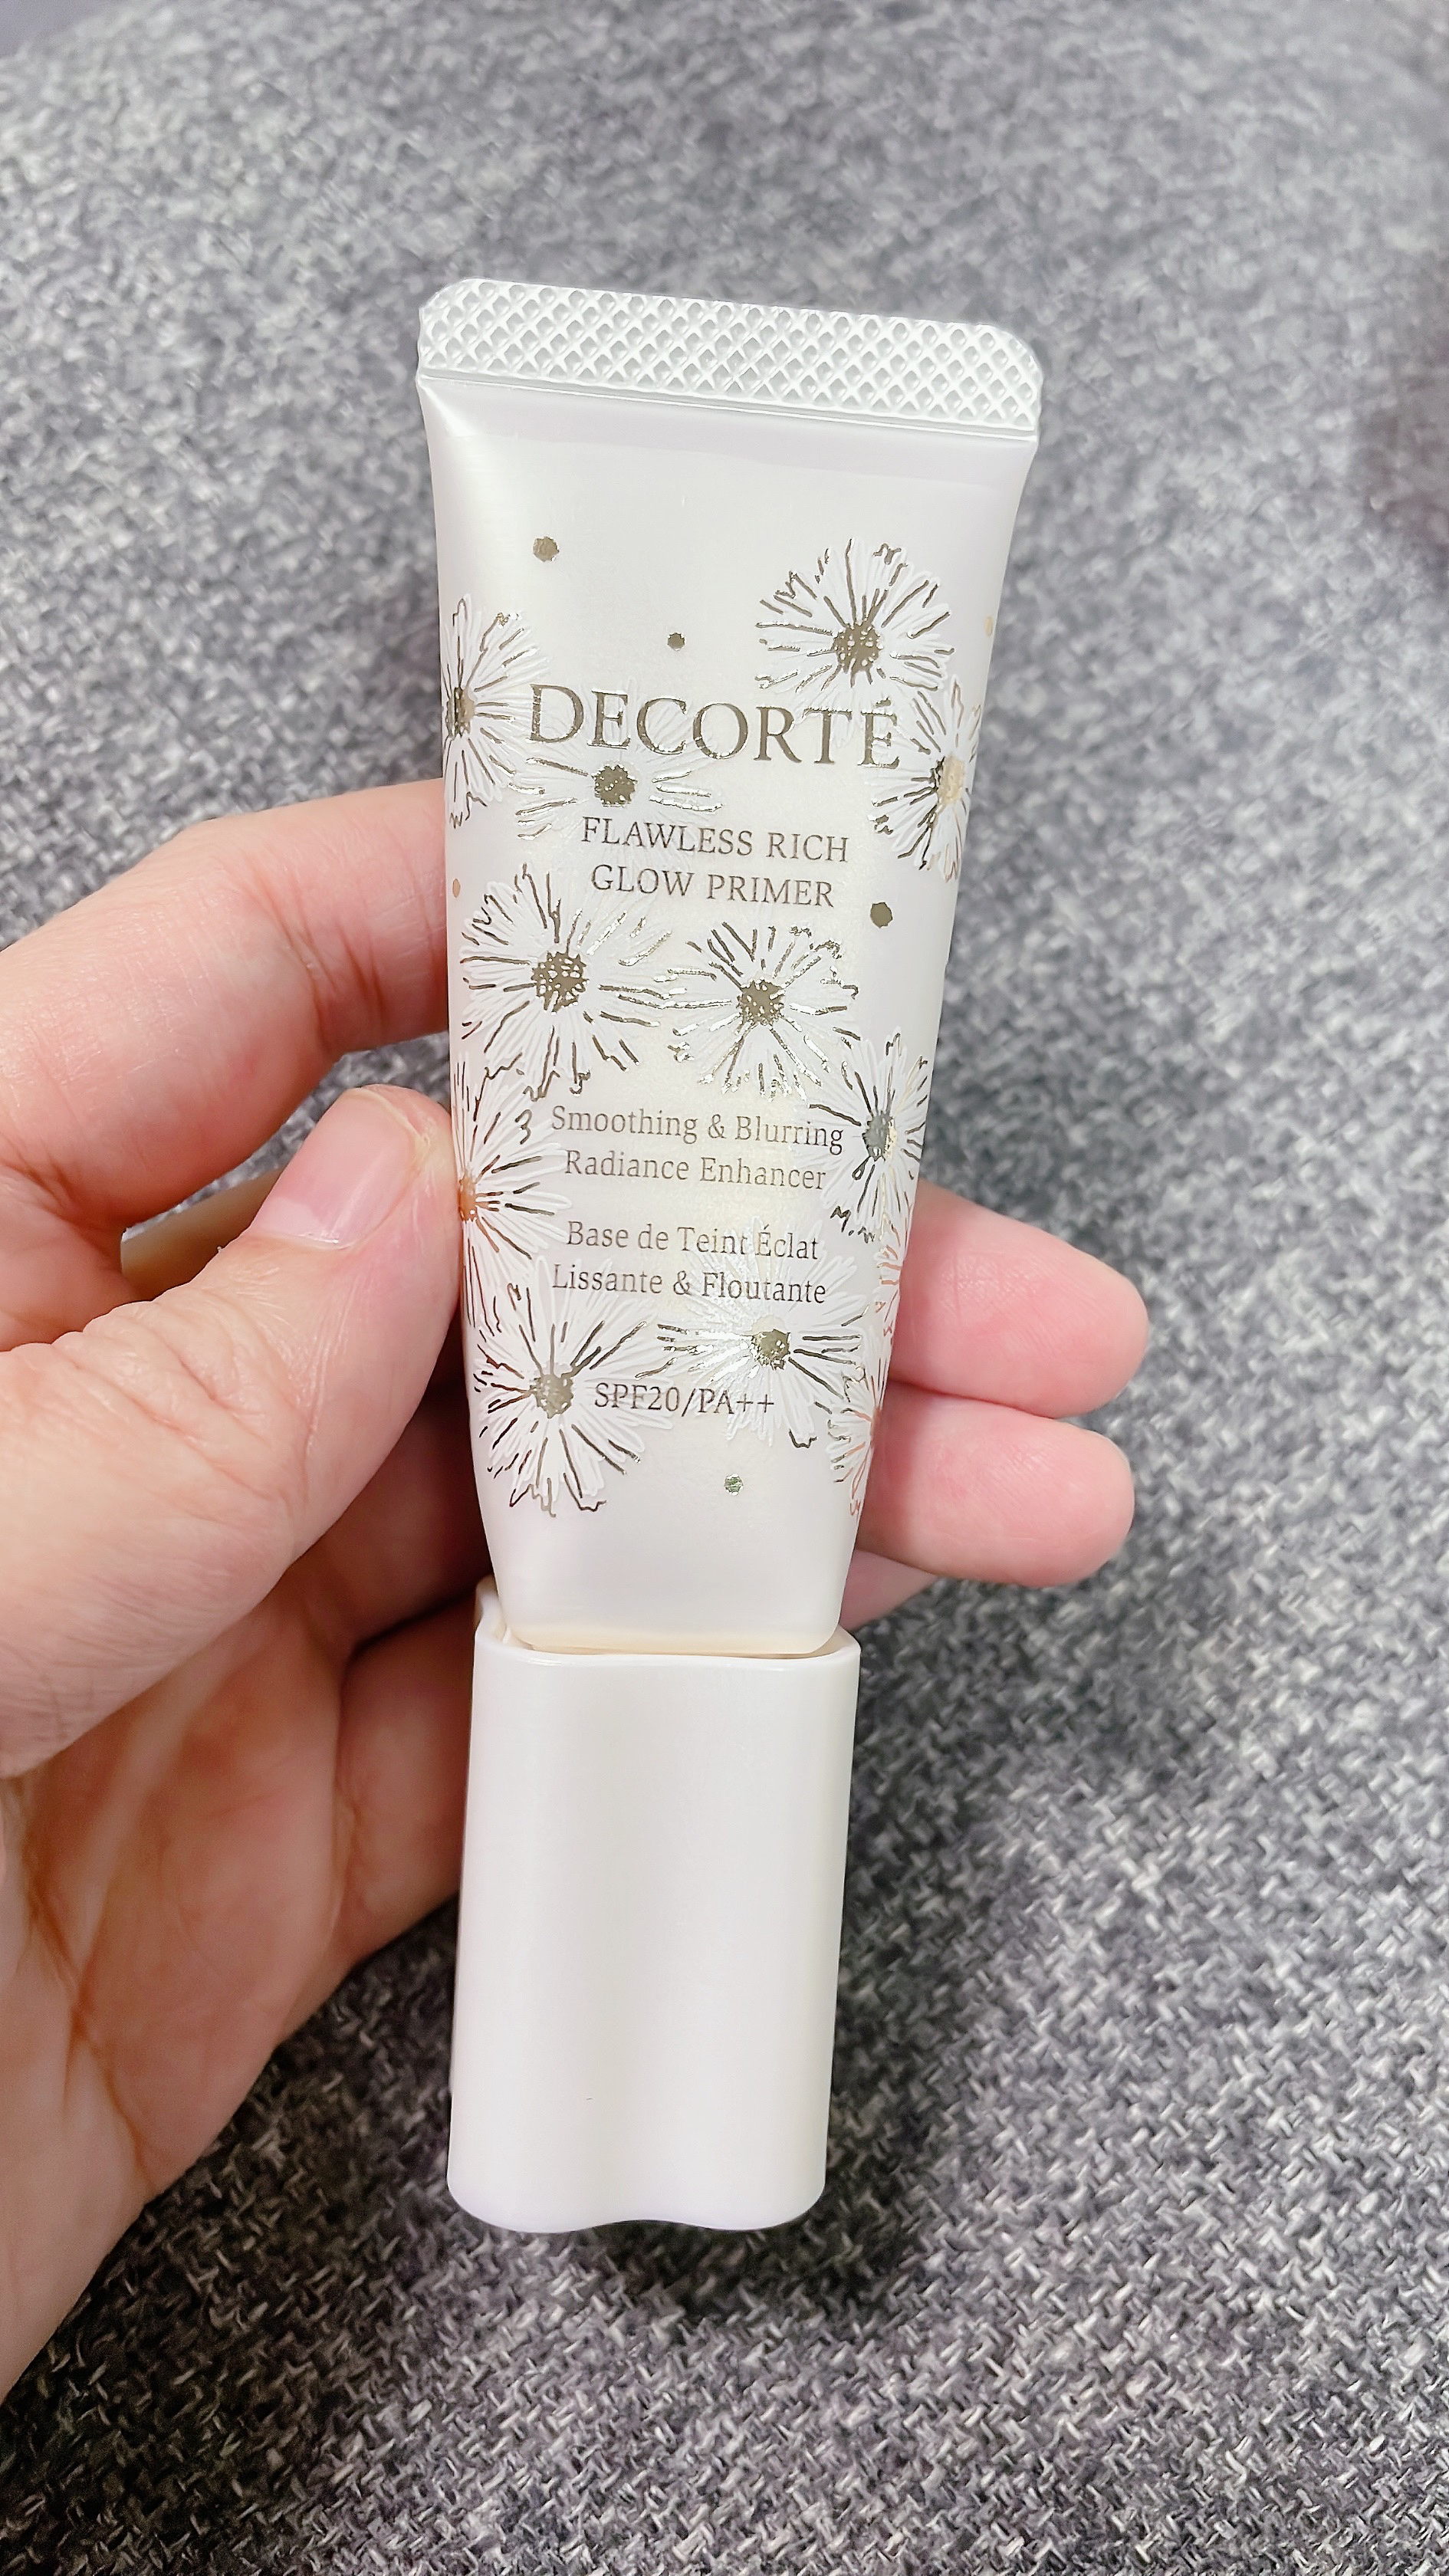 DECORTÉ
FLAWLESS RICH
GLOW PRIMER
Smoothing & Blurring
Radiance Enhancer
Base de Teint Éclat
Lissante & Floutante
SPF20/PA++